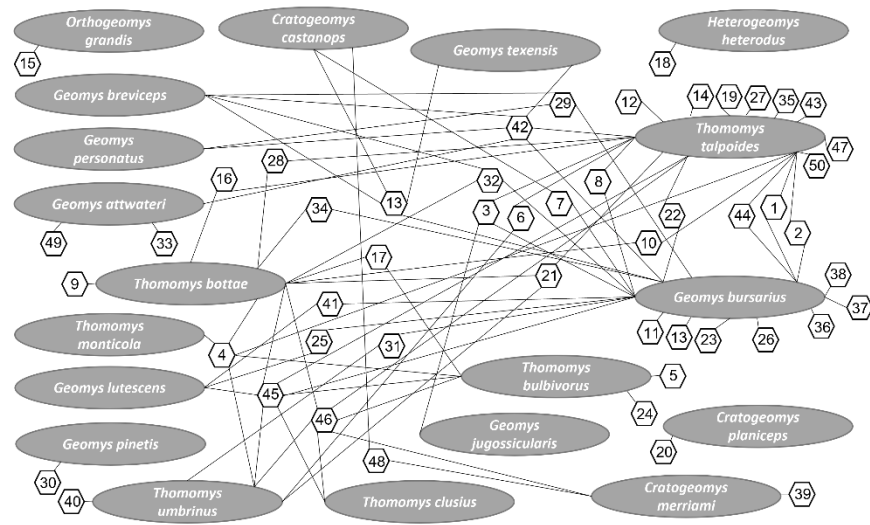 Orthogeomys
grandis
Cratogeomys
castanops
Geomys texensis
Heterogeomys
heterodus
15
18
Geomys breviceps
29
12
14
19
27
35
43
Geomys
personatus
42
Thomomys
talpoides
47
50
16
28
32
8
Geomys attwateri
34
13
3
6
7
22
1
44
2
49
33
10
17
9
Thomomys bottae
21
38
Geomys bursarius
37
41
Thomomys
monticola
4
25
31
11
13
23
26
36
Geomys lutescens
45
Thomomys
bulbivorus
5
46
24
Geomys pinetis
Geomys
jugossicularis
Cratogeomys
planiceps
20
30
48
40
Thomomys
umbrinus
Thomomys clusius
Cratogeomys
merriami
39